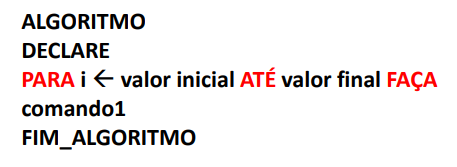 ALGORITMO
DECLARE
PARA i ← valor inicial ATÉ valor final FAÇA
comando1
FIM_ALGORITMO